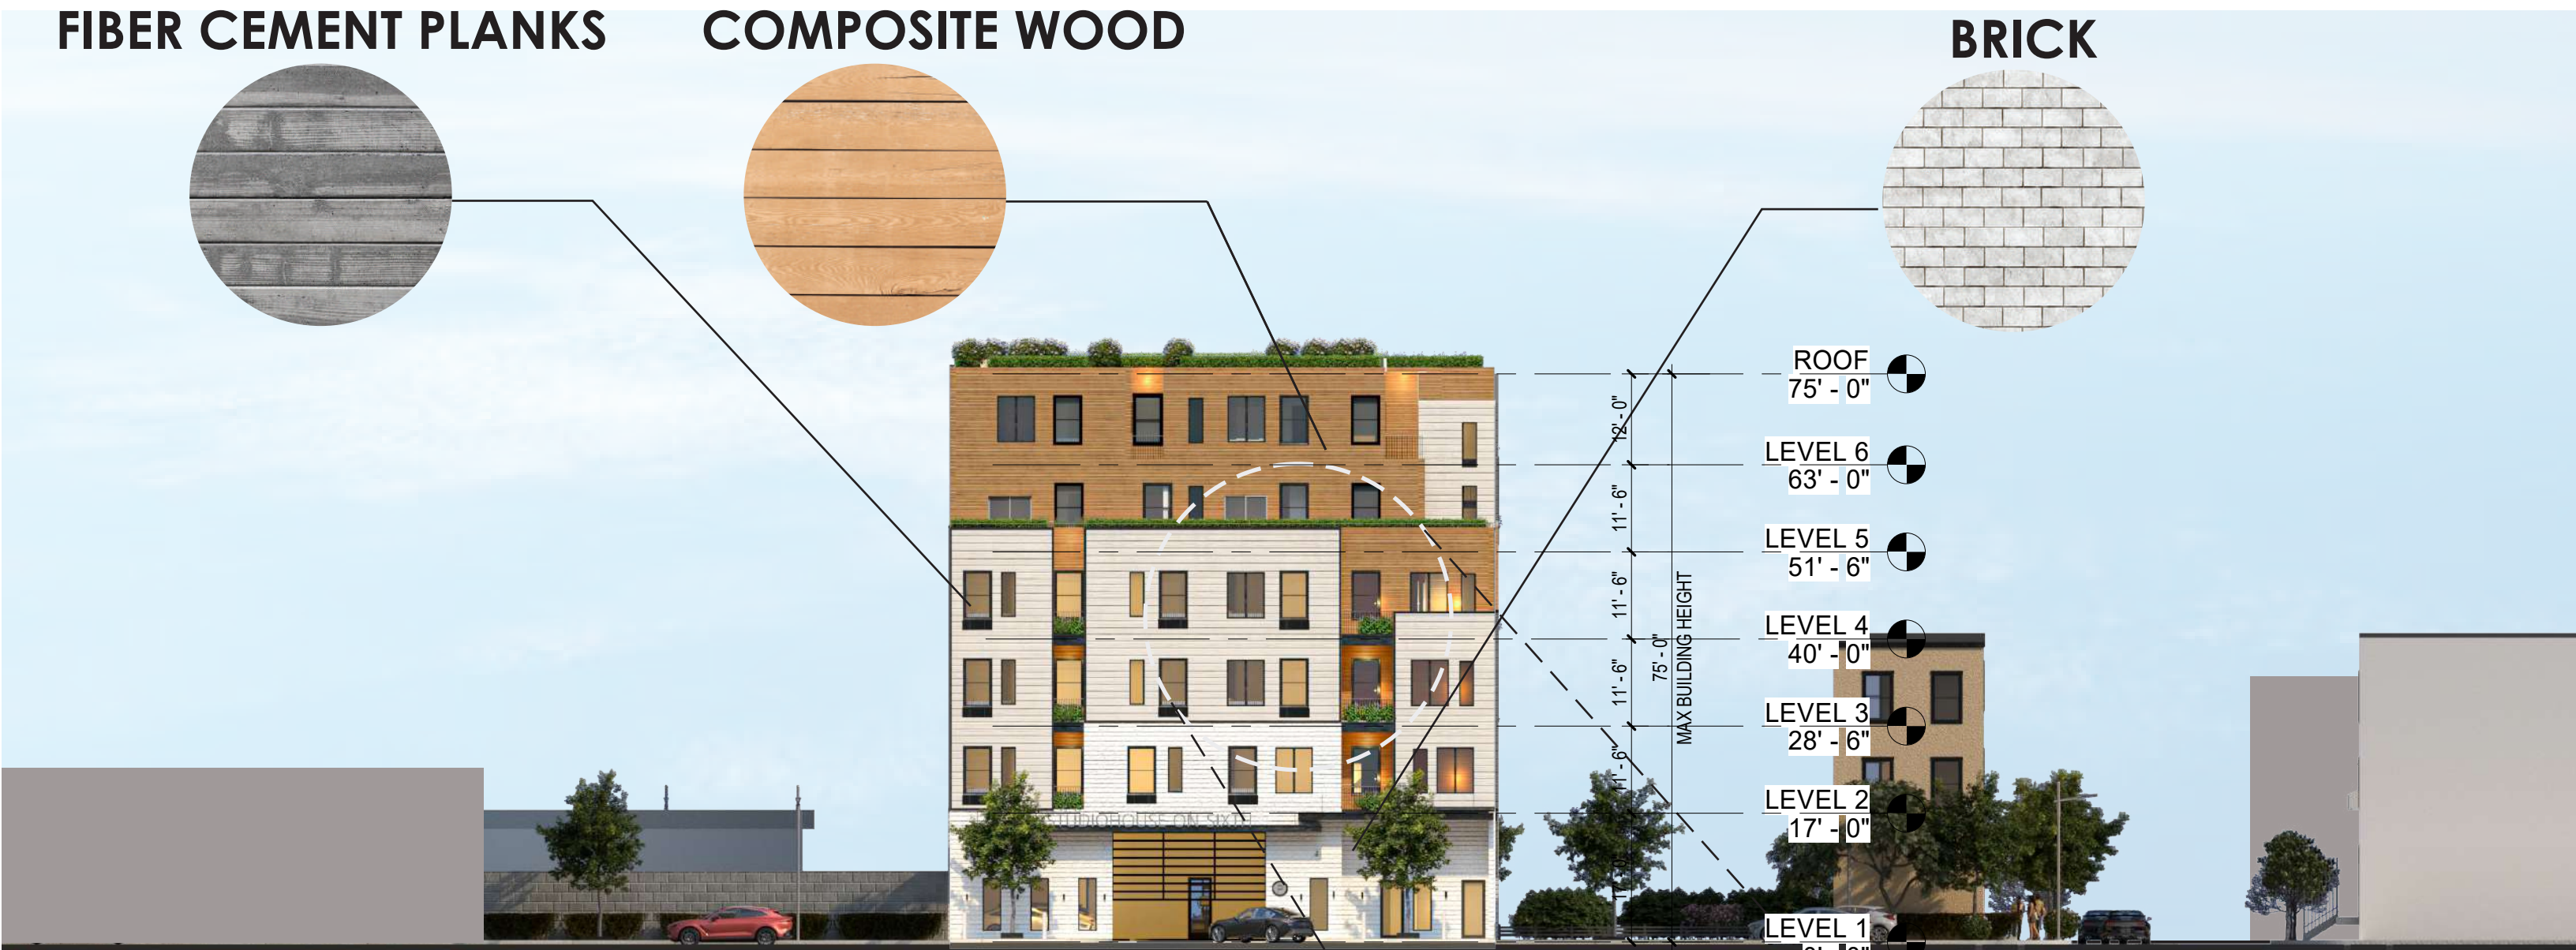 FIBER CEMENT PLANKS
COMPOSITE WOOD
BRICK
ROOF
75' - 0"
LEVEL 6
63' - 0"
LEVEL 5
51' - 6"
LEVEL 4
40' - 0"
LEVEL 3
28' - 6"
LEVEL 2
17' - 0"
LEVEL 1
12' - 0"
11' - 6"
11' - 6"
11' - 6"
11' - 6"
75' - 0"
MAX BUILDING HEIGHT
STUDIOHOUSE ON SIXTH